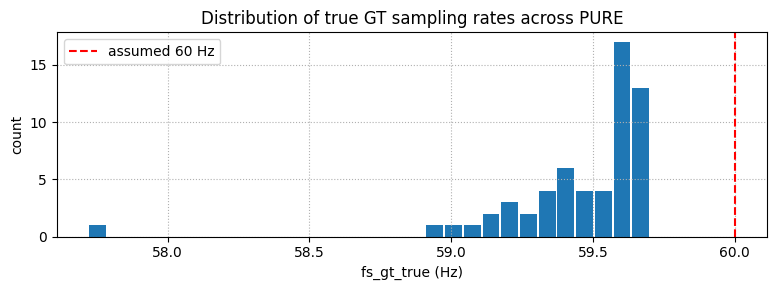 Distribution of true GT sampling rates across PURE
assumed 60 Hz
15
10
5
0
count
58.0 58.5 59.0 59.5 60.0
fs_gt_true (Hz)